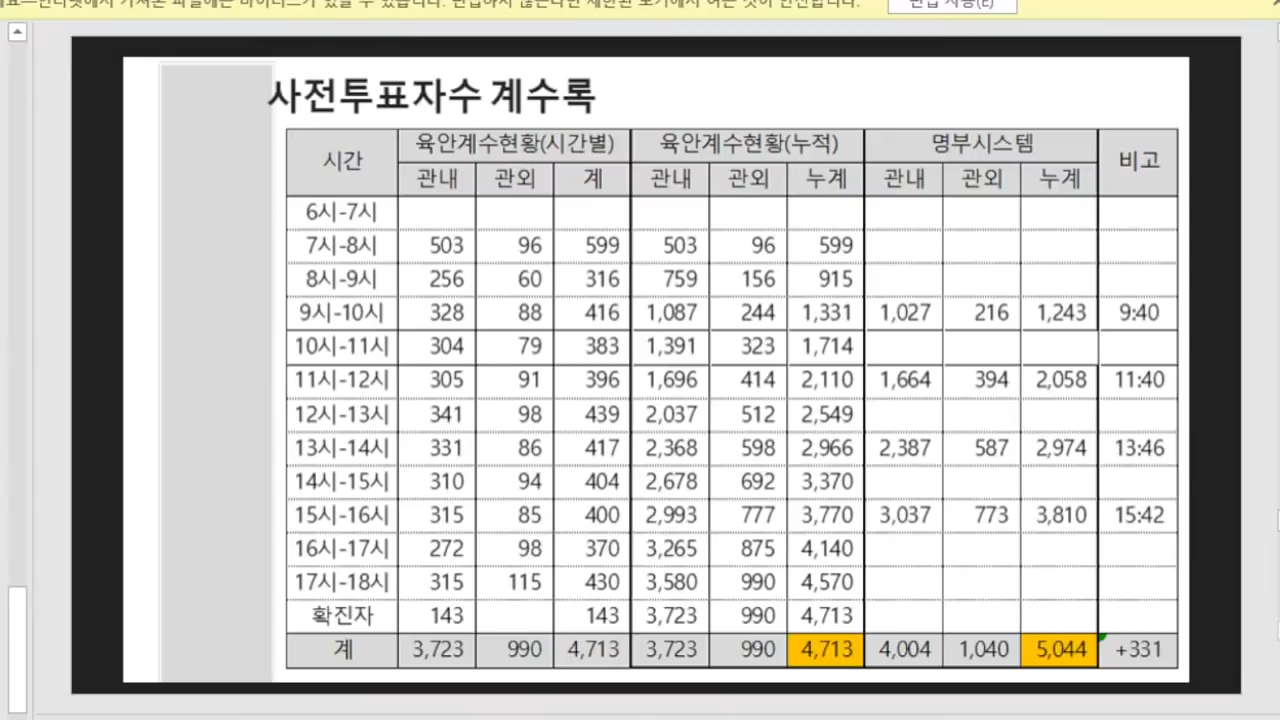 사전투표자수 계수록
시간 육안계수현황(시간별) 육안계수현황(누적) 명부시스템 비고
관내 관외 계 관내 관외 누계 관내 관외 누계
6시-7시
7시-8시 503 96 599 503 96 599
8시-9시 256 60 316 759 156 915
9시-10시 328 88 416 1,087 244 1,331 1,027 216 1,243 9:40
10시-11시 304 79 383 1,391 323 1,714
11시-12시 305 91 396 1,696 414 2,110 1,664 394 2,058 11:40
12시-13시 341 98 439 2,037 512 2,549
13시-14시 331 86 417 2,368 598 2,966 2,387 587 2,974 13:46
14시-15시 310 94 404 2,678 692 3,370
15시-16시 315 85 400 2,993 777 3,770 3,037 773 3,810 15:42
16시-17시 272 98 370 3,265 875 4,140
17시-18시 315 115 430 3,580 990 4,570
확진자 143 143 3,723 990 4,713
계 3,723 990 4,713 3,723 990 4,713 4,004 1,040 5,044 +331